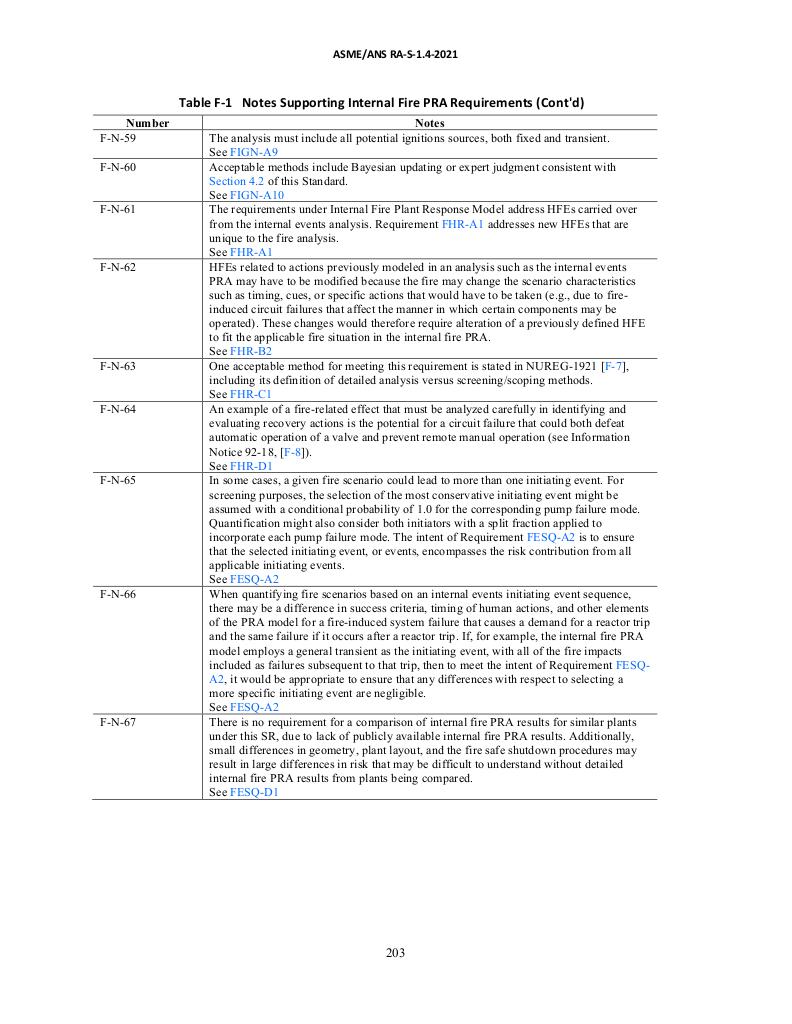 ASME/ANS RA-S-1.4-2021
Table F-1 Notes Supporting Internal Fire PRA Requirements (Cont'd)
Number Notes
F-N-59 The analysis must include all potential ignitions sources, both fixed and transient.
See FIGN-A9
F-N-60 Acceptable methods include Bayesian updating or expert judgment consistent with
Section 4.2 of this Standard.
See FIGN-A10
F-N-61 The requirements under Internal Fire Plant Response Model address HFEs carried over
from the internal events analysis. Requirement FHR-A1 addresses new HFEs that are
unique to the fire analysis.
See FHR-A1
F-N-62 HFEs related to actions previously modeled in an analysis such as the internal events
PRA may have to be modified because the fire may change the scenario characteristics
such as timing, cues, or specific actions that would have to be taken (e.g., due to fire-
induced circuit failures that affect the manner in which certain components may be
operated). These changes would therefore require alteration of a previously defined HFE
to fit the applicable fire situation in the internal fire PRA.
See FHR-B2
F-N-63 One acceptable method for meeting this requirement is stated in NUREG-1921 [F-7],
including its definition of detailed analysis versus screening/scoping methods.
See FHR-C1
F-N-64 An example of a fire-related effect that must be analyzed carefully in identifying and
evaluating recovery actions is the potential for a circuit failure that could both defeat
automatic operation of a valve and prevent remote manual operation (see Information
Notice 92-18, [F-8]).
See FHR-D1
F-N-65 In some cases, a given fire scenario could lead to more than one initiating event. For
screening purposes, the selection of the most conservative initiating event might be
assumed with a conditional probability of 1.0 for the corresponding pump failure mode.
Quantification might also consider both initiators with a split fraction applied to
incorporate each pump failure mode. The intent of Requirement FESQ-A2 is to ensure
that the selected initiating event, or events, encompasses the risk contribution from all
applicable initiating events.
See FESQ-A2
F-N-66 When quantifying fire scenarios based on an internal events initiating event sequence,
there may be a difference in success criteria, timing of human actions, and other elements
of the PRA model for a fire-induced system failure that causes a demand for a reactor trip
and the same failure if it occurs after a reactor trip. If, for example, the internal fire PRA
model employs a general transient as the initiating event, with all of the fire impacts
included as failures subsequent to that trip, then to meet the intent of Requirement FESQ-
A2, it would be appropriate to ensure that any differences with respect to selecting a
more specific initiating event are negligible.
See FESQ-A2
F-N-67 There is no requirement for a comparison of internal fire PRA results for similar plants
under this SR, due to lack of publicly available internal fire PRA results. Additionally,
small differences in geometry, plant layout, and the fire safe shutdown procedures may
result in large differences in risk that may be difficult to understand without detailed
internal fire PRA results from plants being compared.
See FESQ-D1
203